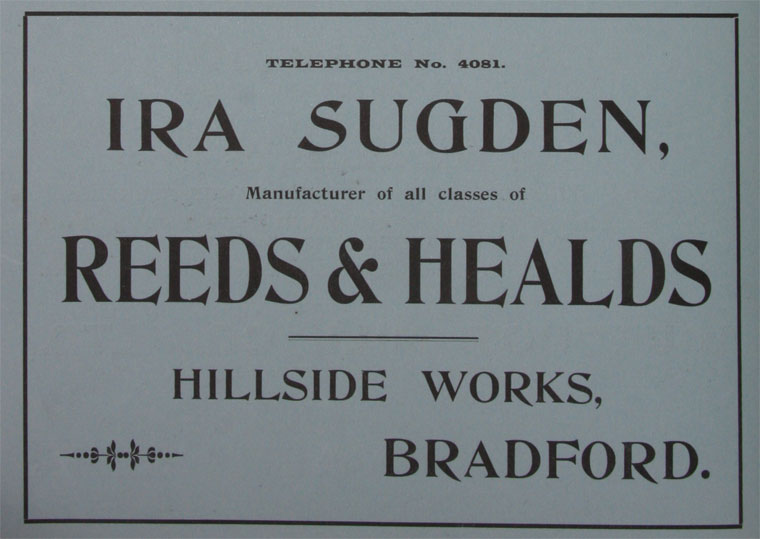 TELEPHONE No. 4081.
IRA SUGDEN,
Manufacturer of all classes of
REEDS & HEALDS
HILLSIDE WORKS,
BRADFORD.